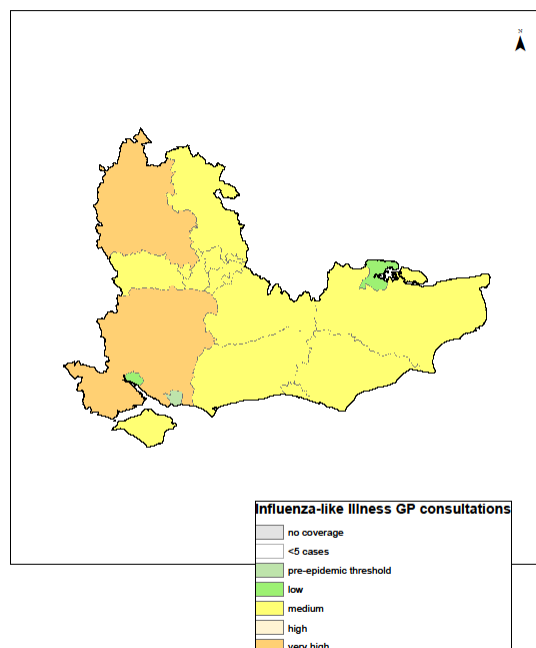 N
Influenza-like Illness GP consultations
no coverage
<5 cases
pre-epidemic threshold
low
medium
high
very high